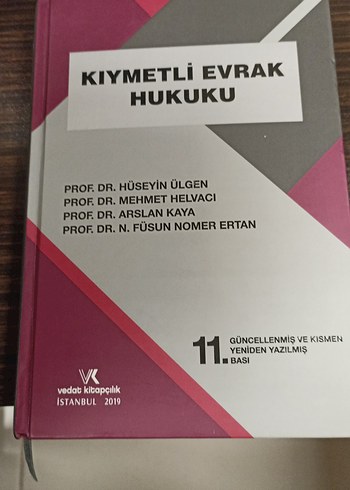 KIYMETLİ EVRAK
HUKUKU
PROF. DR. HÜSEYİN ÜLGEN
PROF. DR. MEHMET HELVACI
PROF. DR. ARSLAN KAYA
PROF. DR. N. FÜSUN NOMER ERTAN
11. GÜNCELLENMİŞ VE KISMEN
YENİDEN YAZILMIŞ
BASI
VK
vedat kitapçılık
İSTANBUL 2019